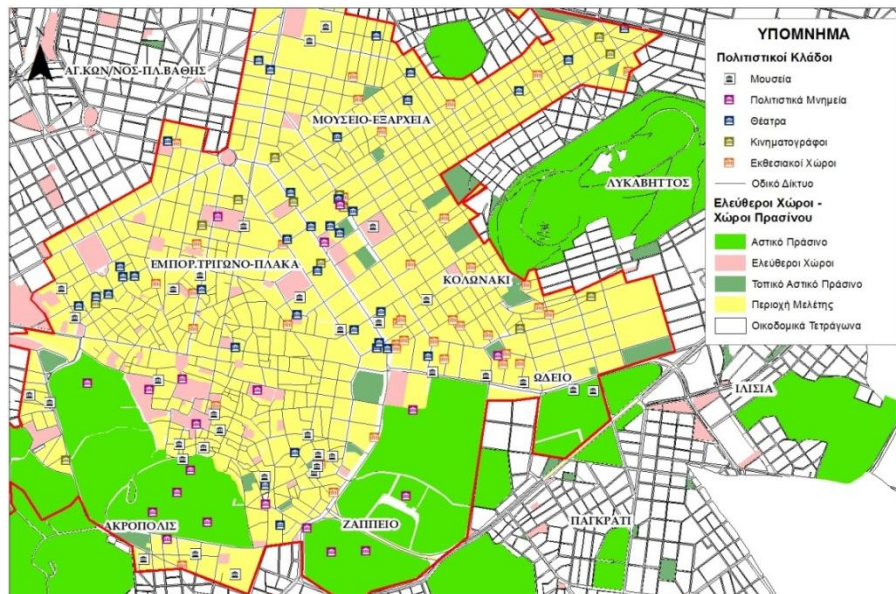 ΥΠΟΜΝΗΜΑ
Πολιτιστικοί Κλάδοι
Μουσεία
Πολιτιστικά Μνημεία
Θέατρα
Κινηματογράφοι
Εκθεσιακοί Χώροι
Οδικό Δίκτυο
Ελεύθεροι Χώροι -
Χώροι Πρασίνου
Αστικό Πράσινο
Ελεύθεροι Χώροι
Τοπικό Αστικό Πράσινο
Περιοχή Μελέτης
Οικοδομικά Τετράγωνα
N
ΑΓ.ΚΩΝ/ΝΟΣ-ΠΛ.ΒΑΘΗΣ
ΜΟΥΣΕΙΟ-ΕΞΑΡΧΕΙΑ
ΛΥΚΑΒΗΤΤΟΣ
ΕΜΠΟΡ.ΤΡΙΓΩΝΟ-ΠΛΑΚΑ
ΚΟΛΩΝΑΚΙ
ΩΔΕΙΟ
ΙΛΙΣΙΑ
ΑΚΡΟΠΟΛΙΣ
ΖΑΠΠΕΙΟ
ΠΑΓΚΡΑΤΙ